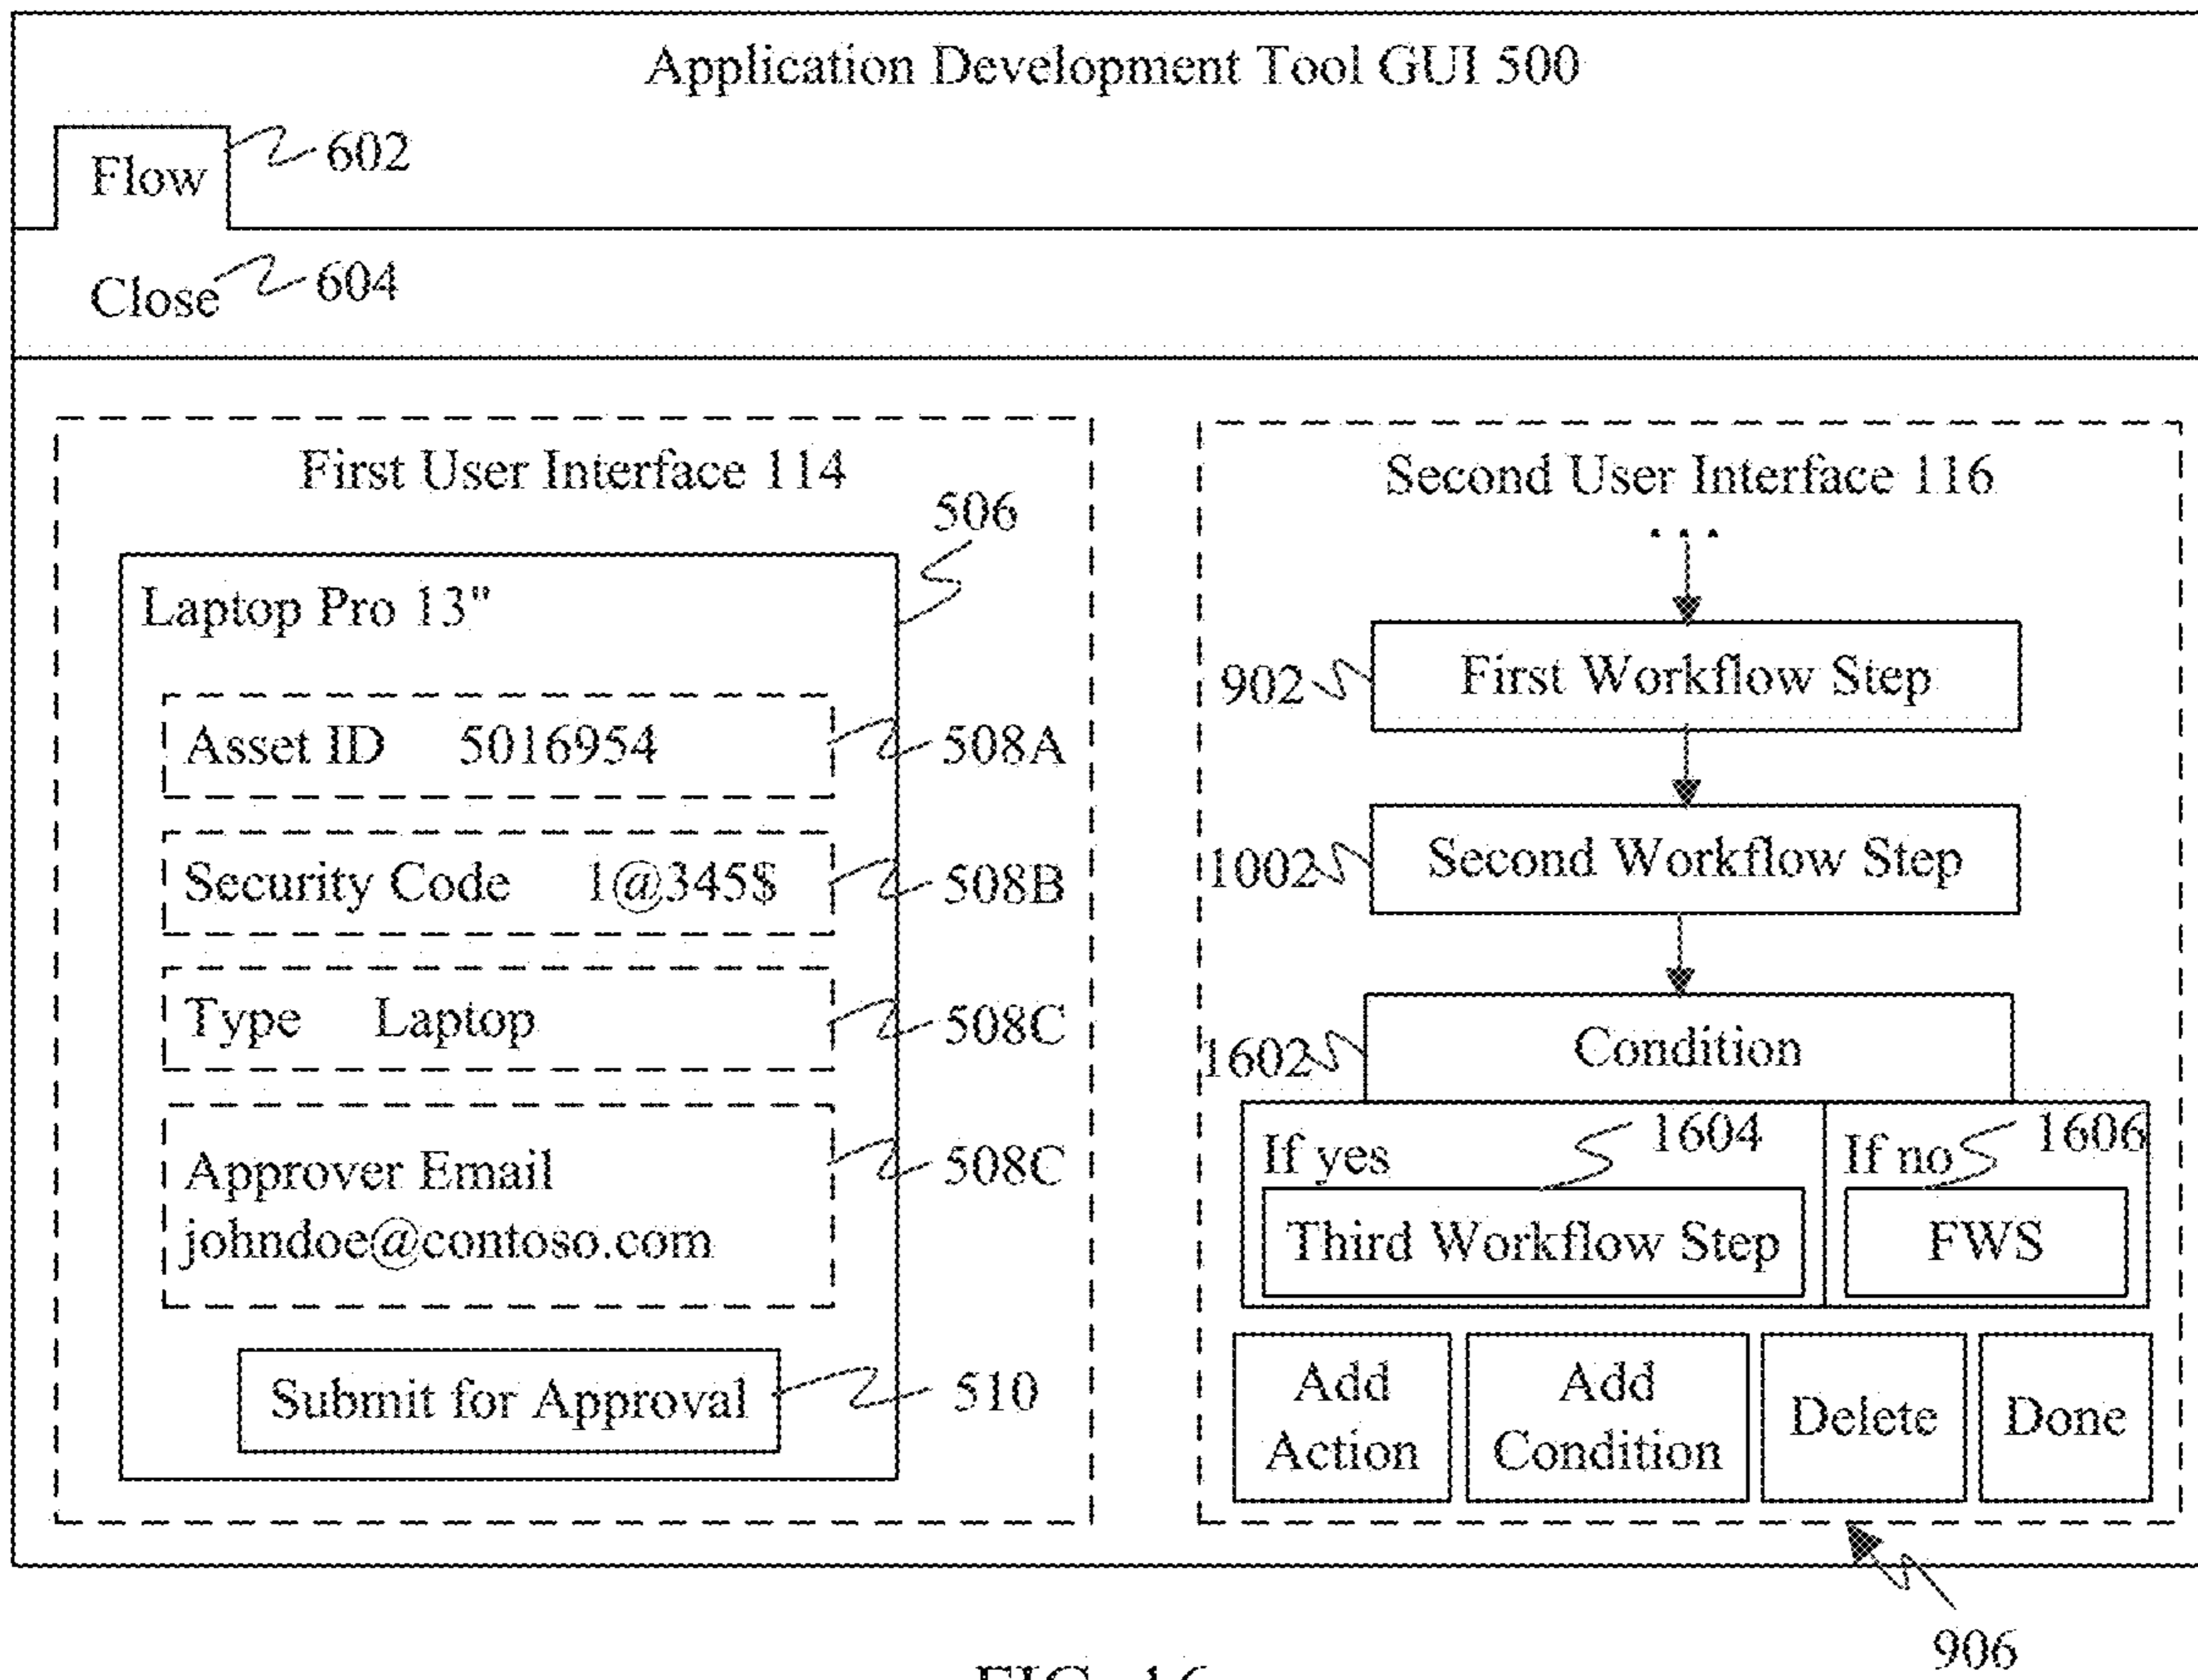 Application Development Tool GUI 500
Flow
602
Close
604
First User Interface 114
506
Laptop Pro 13"
Asset ID 5016954
508A
Security Code 1@345$
508B
Type Laptop
508C
Approver Email
johndoe@contoso.com
508C
Submit for Approval
510
Second User Interface 116
...
902
First Workflow Step
1002
Second Workflow Step
1602
Condition
If yes
1604
Third Workflow Step
If no
1606
FWS
Add
Action
Add
Condition
Delete
Done
906
FIG. 16